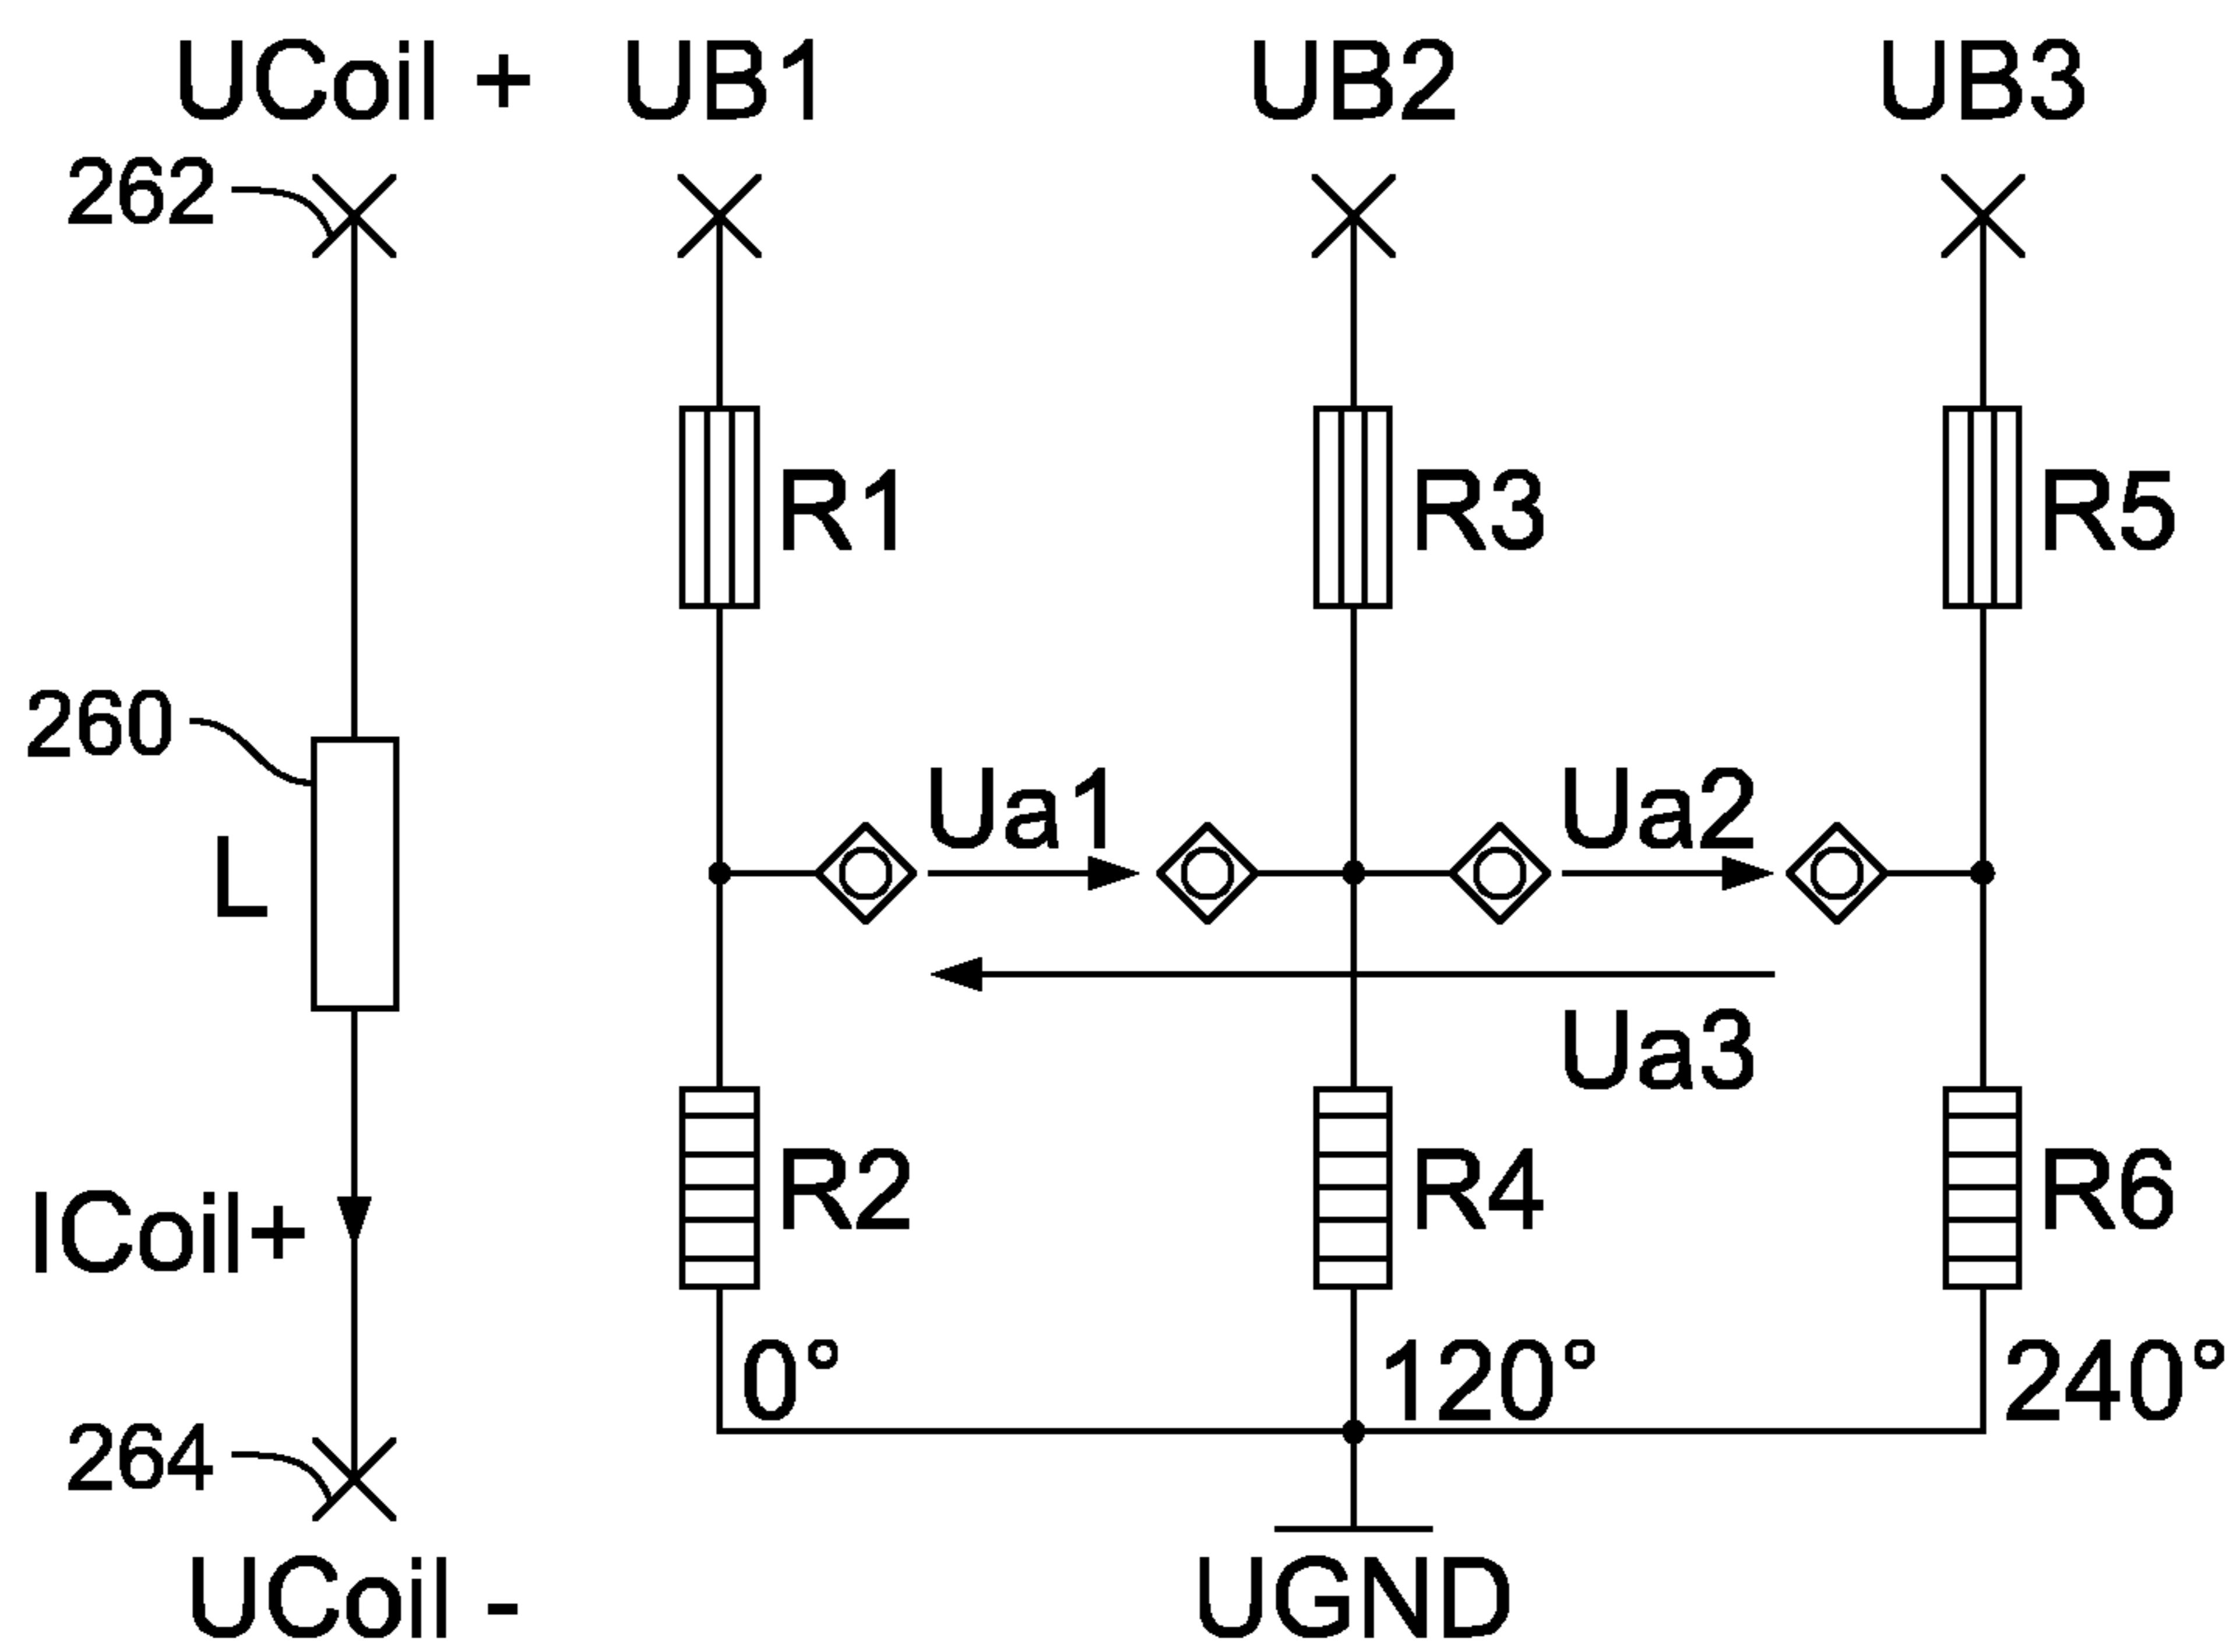 UCoil + UB1 UB2 UB3
262
R1 R3 R5
260
Ua1 Ua2
L
Ua3
R2 R4 R6
ICoil+
0° 120° 240°
264
UCoil - UGND